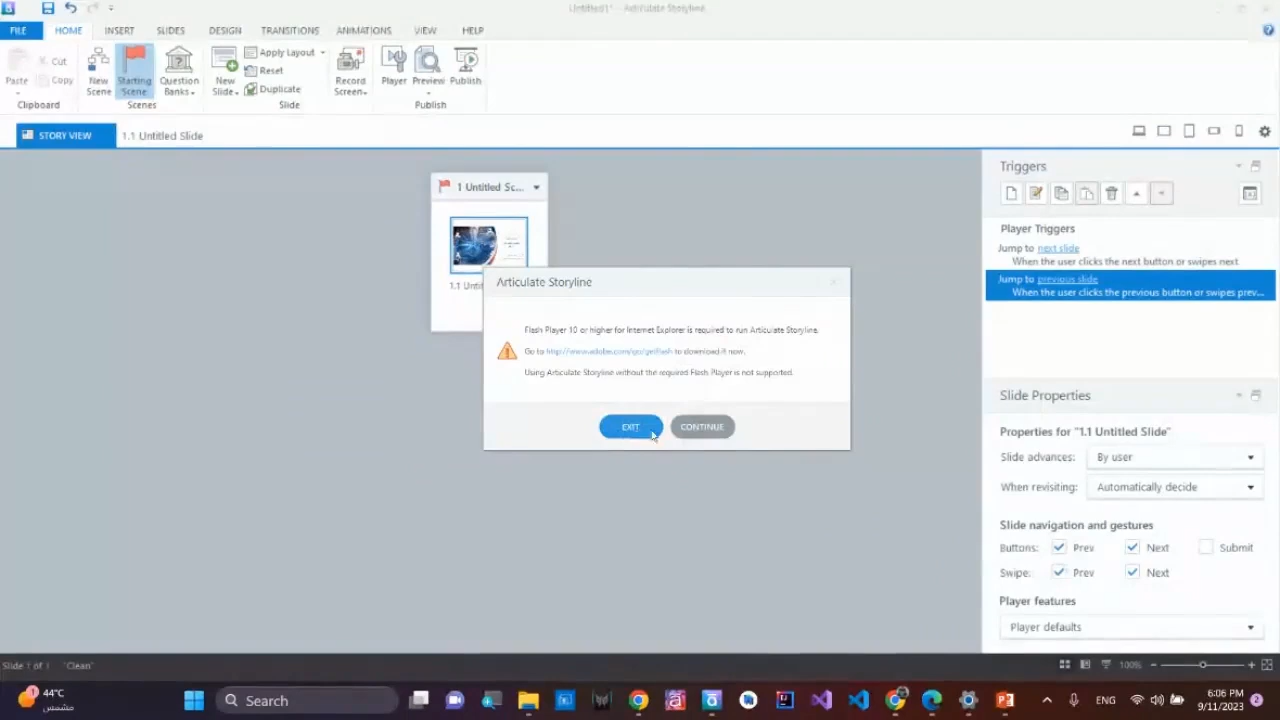 Untitled1* - Articulate Storyline
FILE HOME INSERT SLIDES DESIGN TRANSITIONS ANIMATIONS VIEW HELP
Paste
Cut
Copy
Clipboard
New Scene
Starting Scene
Question Banks
Scenes
New Slide
Apply Layout
Reset
Duplicate
Slide
Record Screen
Player
Preview
Publish
Publish
STORY VIEW
1.1 Untitled Slide
1 Untitled Sc...
Articulate Storyline
Flash Player 10 or higher for Internet Explorer is required to run Articulate Storyline.
Go to http://www.adobe.com/go/getflash to download it now.
Using Articulate Storyline without the required Flash Player is not supported.
EXIT
CONTINUE
Triggers
Player Triggers
Jump to next slide
When the user clicks the next button or swipes next
Jump to previous slide
When the user clicks the previous button or swipes prev...
Slide Properties
Properties for "1.1 Untitled Slide"
Slide advances: By user
When revisiting: Automatically decide
Slide navigation and gestures
Buttons: Prev Next Submit
Swipe: Prev Next
Player features
Player defaults
Slide 1 of 1 "Clean" 100%
1
44°C
مشمس
Search
ENG
6:06 PM
9/11/2023
2